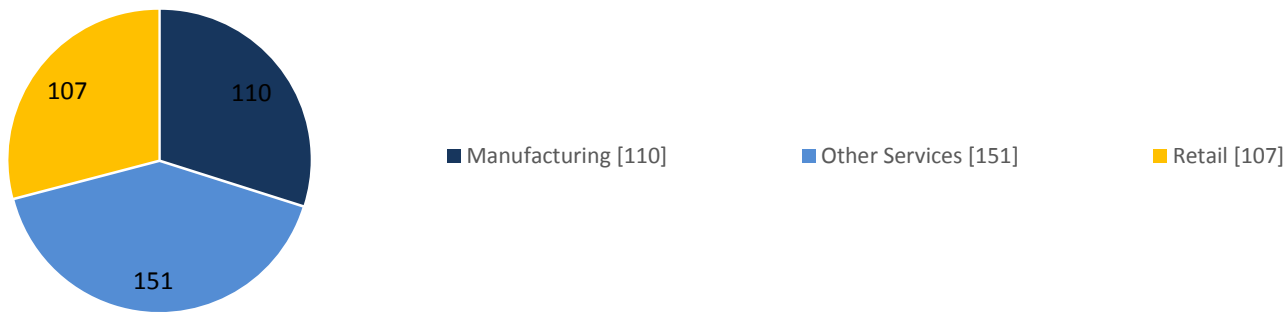 107
110
151
Manufacturing [110]
Other Services [151]
Retail [107]